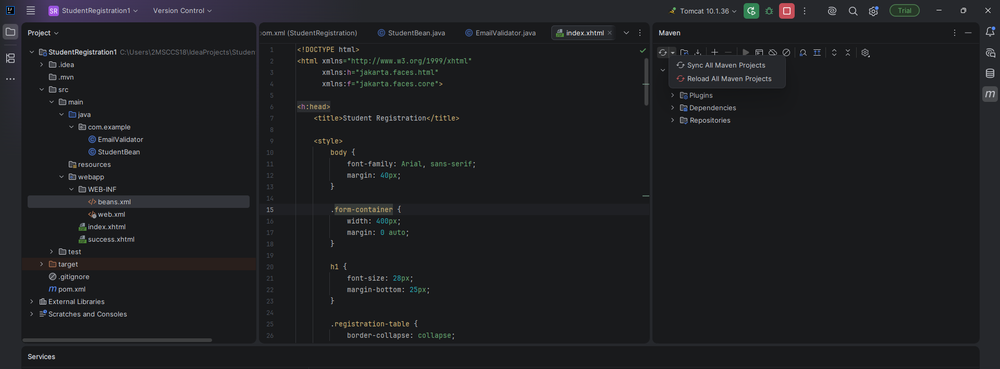 SR StudentRegistration1 Version Control Tomcat 10.1.36 Trial
Project
StudentRegistration1 C:\Users\2MSCCS18\IdeaProjects\Student
.idea
.mvn
src
main
java
com.example
EmailValidator
StudentBean
resources
webapp
WEB-INF
beans.xml
web.xml
index.xhtml
success.xhtml
test
target
.gitignore
pom.xml
External Libraries
Scratches and Consoles
pom.xml (StudentRegistration) StudentBean.java EmailValidator.java index.xhtml
1 <!DOCTYPE html>
2 <html xmlns="http://www.w3.org/1999/xhtml"
3 xmlns:h="jakarta.faces.html"
4 xmlns:f="jakarta.faces.core">
5
6 <h:head>
7 <title>Student Registration</title>
8
9 <style>
10 body {
11 font-family: Arial, sans-serif;
12 margin: 40px;
13 }
14
15 .form-container {
16 width: 400px;
17 margin: 0 auto;
18 }
19
20 h1 {
21 font-size: 28px;
22 margin-bottom: 25px;
23 }
24
25 .registration-table {
26 border-collapse: collapse;
Maven
Sync All Maven Projects
Reload All Maven Projects
Plugins
Dependencies
Repositories
Services